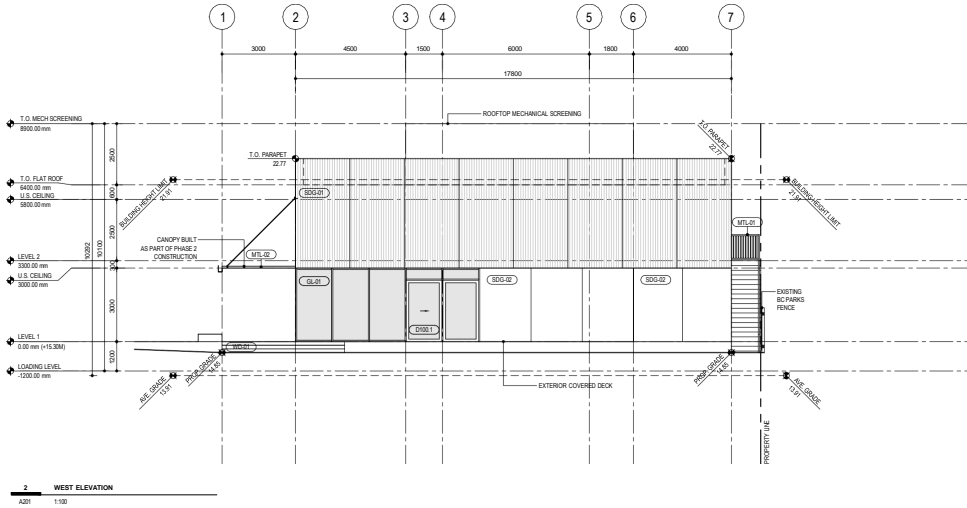 1 2 3 4 5 6 7
3000 4500 1500 6000 1800 4000
17800
T.O. MECH SCREENING
8900.00 mm
ROOFTOP MECHANICAL SCREENING
T.O. PARAPET
22.77
T.O. PARAPET
22.77
2500
T.O. FLAT ROOF
6400.00 mm
600
U.S. CEILING
5800.00 mm
BUILDING HEIGHT LIMIT
21.91
BUILDING HEIGHT LIMIT
21.91
SDG-01
MTL-01
10292
10100
2500
CANOPY BUILT
AS PART OF PHASE 2
CONSTRUCTION
MTL-02
LEVEL 2
3300.00 mm
300
U.S. CEILING
3000.00 mm
GL-01
SDG-02
SDG-02
EXISTING
BC PARKS
FENCE
3000
D100.1
LEVEL 1
0.00 mm (+15.30M)
WD-01
1200
PROP. GRADE
14.65
PROP. GRADE
14.65
LOADING LEVEL
-1200.00 mm
AVE. GRADE
13.91
AVE. GRADE
13.91
EXTERIOR COVERED DECK
PROPERTY LINE
2 WEST ELEVATION
A201 1:100